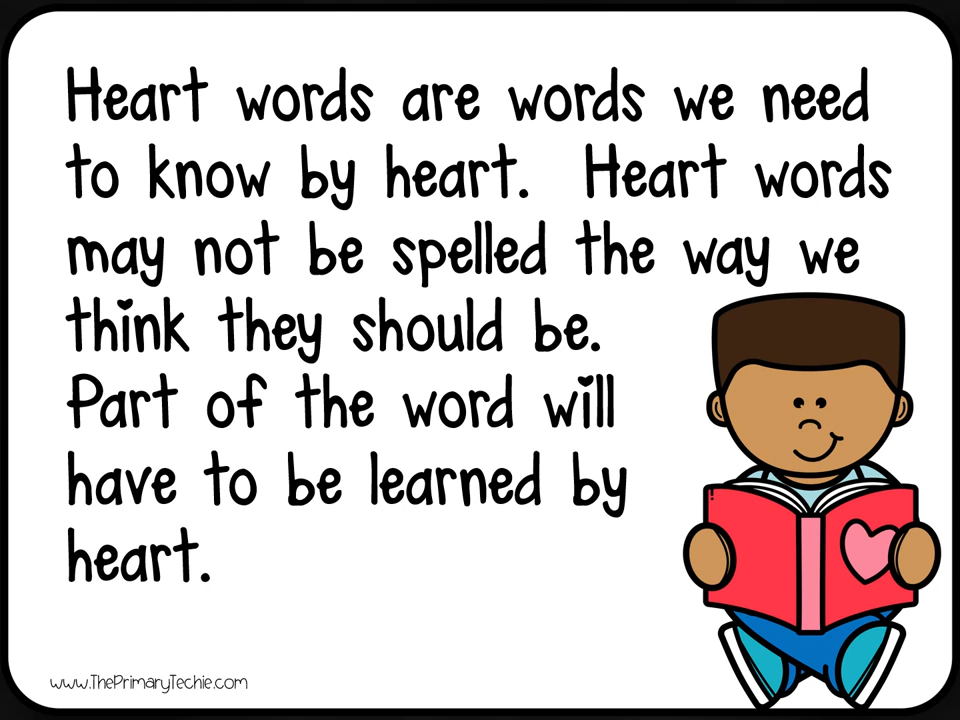 Heart words are words we need
to know by heart.  Heart words
may not be spelled the way we
think they should be.
Part of the word will
have to be learned by
heart.
www.ThePrimaryTechie.com